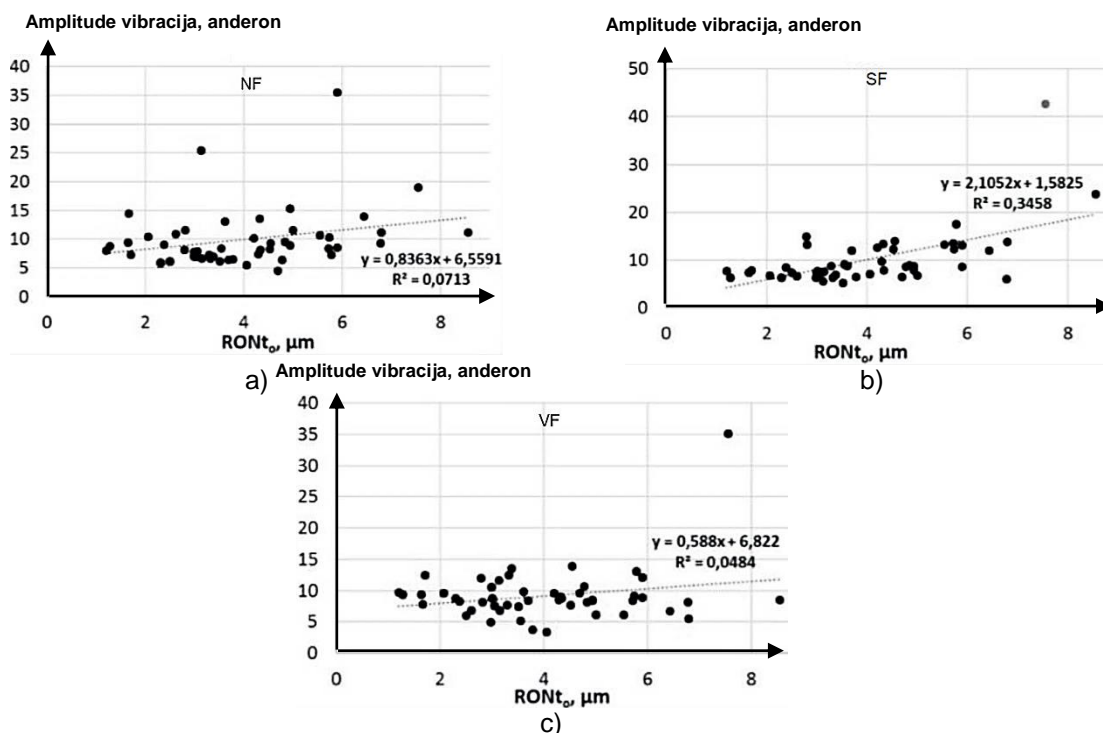 Amplitude vibracija, anderon
40
35
30
25
20
15
10
5
0
NF
y = 0,8363x + 6,5591
R² = 0,0713
0 2 4 6 8
RONtₒ, µm
a)
Amplitude vibracija, anderon
50
40
30
20
10
0
SF
y = 2,1052x + 1,5825
R² = 0,3458
0 2 4 6 8
RONtₒ, µm
b)
Amplitude vibracija, anderon
40
35
30
25
20
15
10
5
0
VF
y = 0,588x + 6,822
R² = 0,0484
0 2 4 6 8
RONtₒ, µm
c)